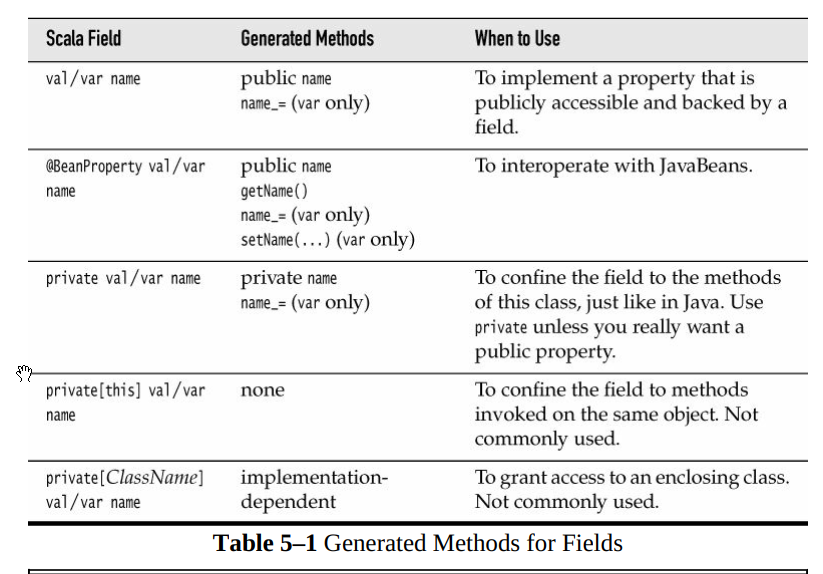 Scala Field Generated Methods When to Use
val/var name public name To implement a property that is
name_= (var only) publicly accessible and backed by a
field.
@BeanProperty val/var public name To interoperate with JavaBeans.
name getName()
name_= (var only)
setName(...) (var only)
private val/var name private name To confine the field to the methods
name_= (var only) of this class, just like in Java. Use
private unless you really want a
public property.
private[this] val/var none To confine the field to methods
name invoked on the same object. Not
commonly used.
private[ClassName] implementation- To grant access to an enclosing class.
val/var name dependent Not commonly used.
Table 5–1 Generated Methods for Fields